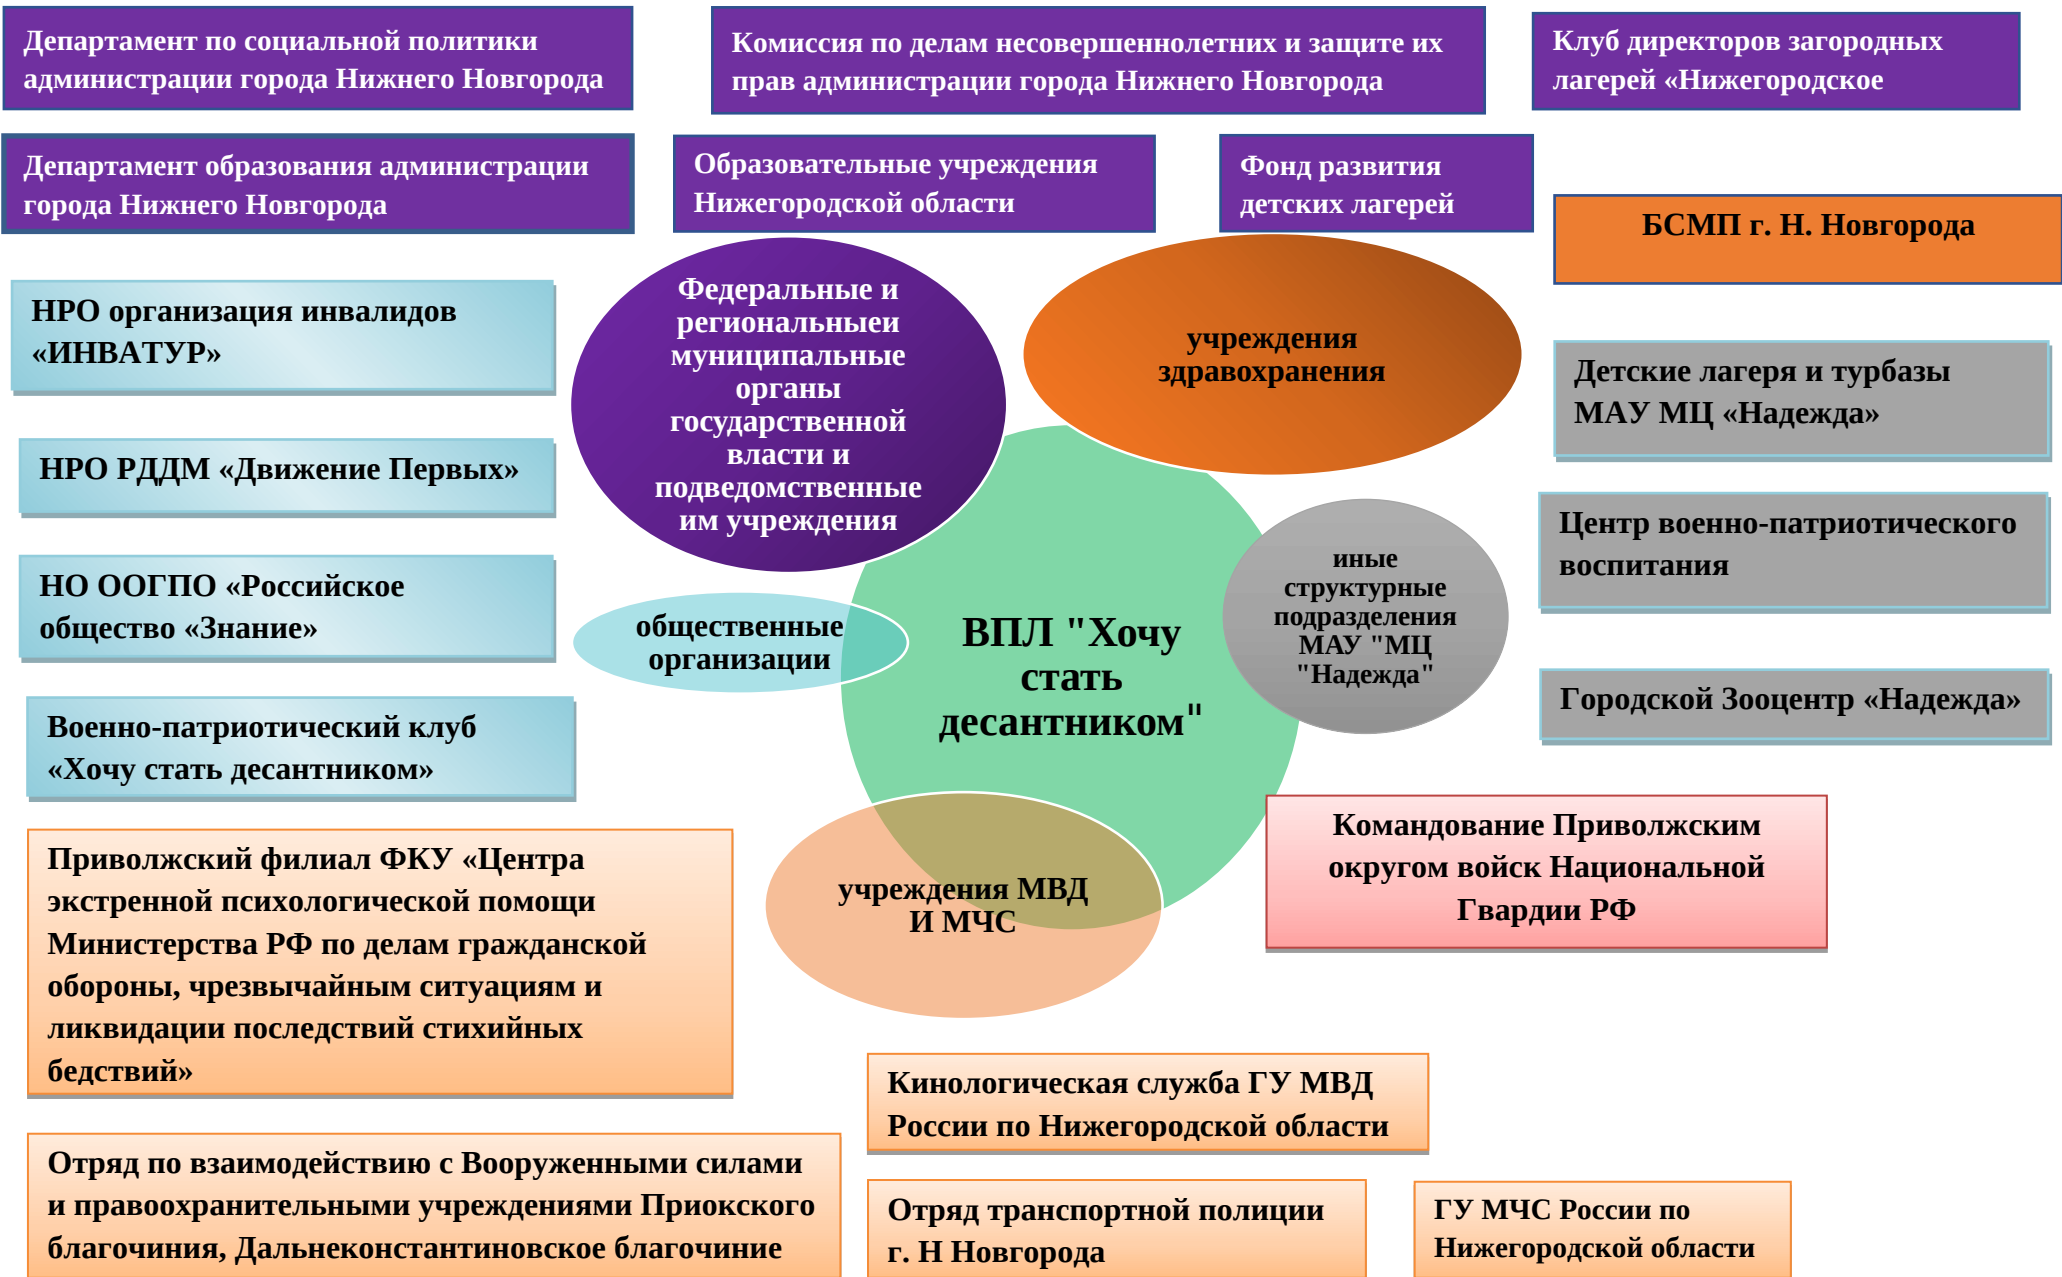 Департамент по социальной политики
администрации города Нижнего Новгорода
Комиссия по делам несовершеннолетних и защите их
прав администрации города Нижнего Новгорода
Клуб директоров загородных
лагерей «Нижегородское
Департамент образования администрации
города Нижнего Новгорода
Образовательные учреждения
Нижегородской области
Фонд развития
детских лагерей
БСМП г. Н. Новгорода
НРО организация инвалидов
«ИНВАТУР»
НРО РДДМ «Движение Первых»
НО ООГПО «Российское
общество «Знание»
Военно-патриотический клуб
«Хочу стать десантником»
Федеральные и
региональныеи
муниципальные
органы
государственной
власти и
подведомственные
им учреждения
учреждения
здравохранения
общественные
организации
ВПЛ "Хочу
стать
десантником"
иные
структурные
подразделения
МАУ "МЦ
"Надежда"
учреждения МВД
И МЧС
Детские лагеря и турбазы
МАУ МЦ «Надежда»
Центр военно-патриотического
воспитания
Городской Зооцентр «Надежда»
Командование Приволжским
округом войск Национальной
Гвардии РФ
Приволжский филиал ФКУ «Центра
экстренной психологической помощи
Министерства РФ по делам гражданской
обороны, чрезвычайным ситуациям и
ликвидации последствий стихийных
бедствий»
Кинологическая служба ГУ МВД
России по Нижегородской области
Отряд по взаимодействию с Вооруженными силами
и правоохранительными учреждениями Приокского
благочиния, Дальнеконстантиновское благочиние
Отряд транспортной полиции
г. Н Новгорода
ГУ МЧС России по
Нижегородской области